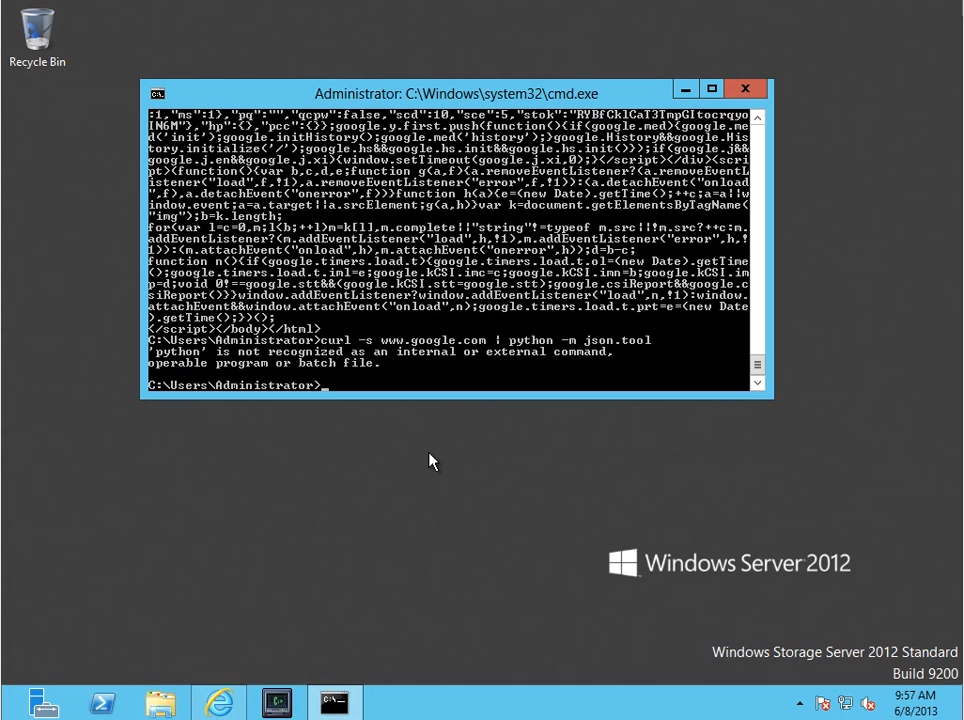 Recycle Bin
Administrator: C:\Windows\system32\cmd.exe
:1,"ms":1},"pq":"","qcpw":false,"scd":10,"sce":5,"stok":"RYBfCklCaT3TmpGItocrqyo
IN6M"},"hp":{},"pcc":{}});google.y.first.push(function(){if(google.med){google.me
d('init');google.initHistory();google.med('history');}google.History&&google.His
tory.initialize('/');google.hs&&google.hs.init&&google.hs.init()});if(google.j&&
google.j.en&&google.j.xi){window.setTimeout(google.j.xi,0);}</script></div><scri
pt>(function(){var b,c,d,e;function g(a,f){a.removeEventListener?(a.removeEventL
istener("load",f,!1),a.removeEventListener("error",f,!1)):(a.detachEvent("onload
",f),a.detachEvent("onerror",f))}function h(a){e=(new Date).getTime();++c;a=a||w
indow.event;a=a.target||a.srcElement;g(a,h)}var k=document.getElementsByTagName(
"img");b=k.length;
for(var l=c=0,m;l<b;++l)m=k[l],m.complete||"string"!=typeof m.src||!m.src?++c:m.
addEventListener?(m.addEventListener("load",h,!1),m.addEventListener("error",h,!
1)):(m.attachEvent("onload",h),m.attachEvent("onerror",h));d=b-c;
function n(){if(google.timers.load.t){google.timers.load.t.ol=(new Date).getTime
();google.timers.load.t.iml=e;google.kCSI.imc=c;google.kCSI.imn=b;google.kCSI.im
p=d;void 0!==google.stt&&(google.kCSI.stt=google.stt);google.csiReport&&google.c
siReport()}}window.addEventListener?window.addEventListener("load",n,!1):window.
attachEvent&&window.attachEvent("onload",n);google.timers.load.t.prt=e=(new Date
).getTime();})();
</script></body></html>
C:\Users\Administrator>curl -s www.google.com | python -m json.tool
'python' is not recognized as an internal or external command,
operable program or batch file.
C:\Users\Administrator>_
Windows Server 2012
Windows Storage Server 2012 Standard
Build 9200
9:57 AM
6/8/2013